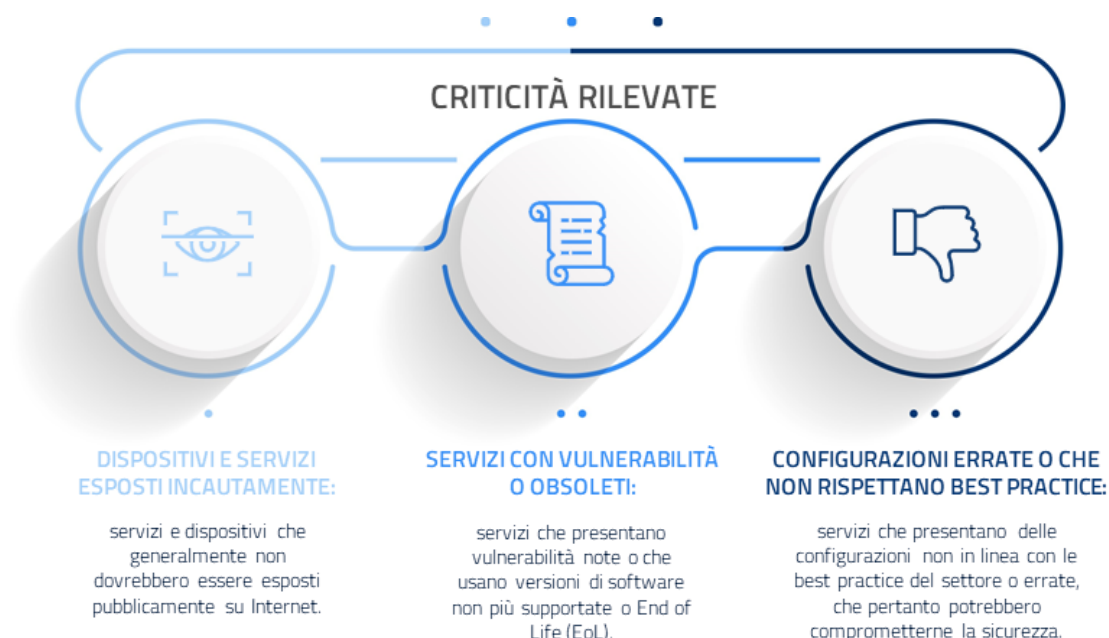 CRITICITÀ RILEVATE
DISPOSITIVI E SERVIZI
ESPOSTI INCAUTAMENTE:
servizi e dispositivi che
generalmente non
dovrebbero essere esposti
pubblicamente su Internet.
SERVIZI CON VULNERABILITÀ
O OBSOLETI:
servizi che presentano
vulnerabilità note o che
usano versioni di software
non più supportate o End of
Life (EoL).
CONFIGURAZIONI ERRATE O CHE
NON RISPETTANO BEST PRACTICE:
servizi che presentano delle
configurazioni non in linea con le
best practice del settore o errate,
che pertanto potrebbero
comprometterne la sicurezza.